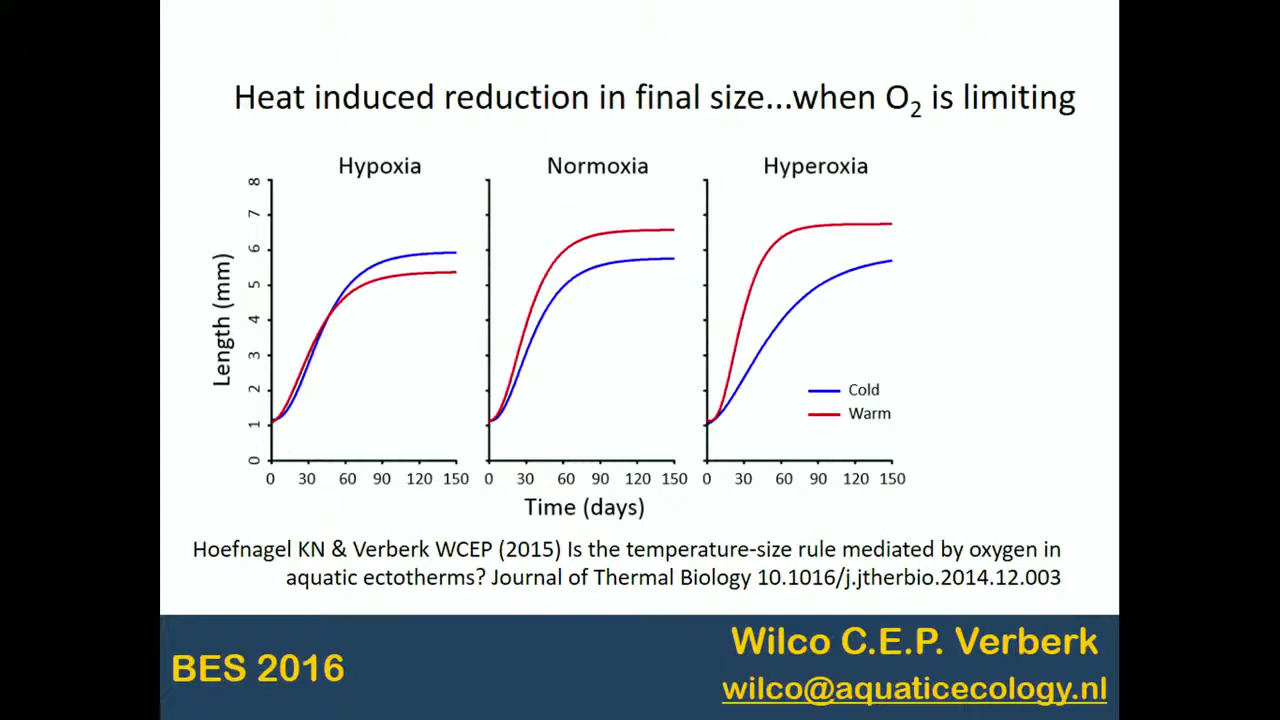 Heat induced reduction in final size...when O₂ is limiting
Hypoxia
Normoxia
Hyperoxia
Length (mm)
8
7
6
5
4
3
2
1
0
0 30 60 90 120 150
0 30 60 90 120 150
0 30 60 90 120 150
Cold
Warm
Time (days)
Hoefnagel KN & Verberk WCEP (2015) Is the temperature-size rule mediated by oxygen in
aquatic ectotherms? Journal of Thermal Biology 10.1016/j.jtherbio.2014.12.003
BES 2016
Wilco C.E.P. Verberk
wilco@aquaticecology.nl